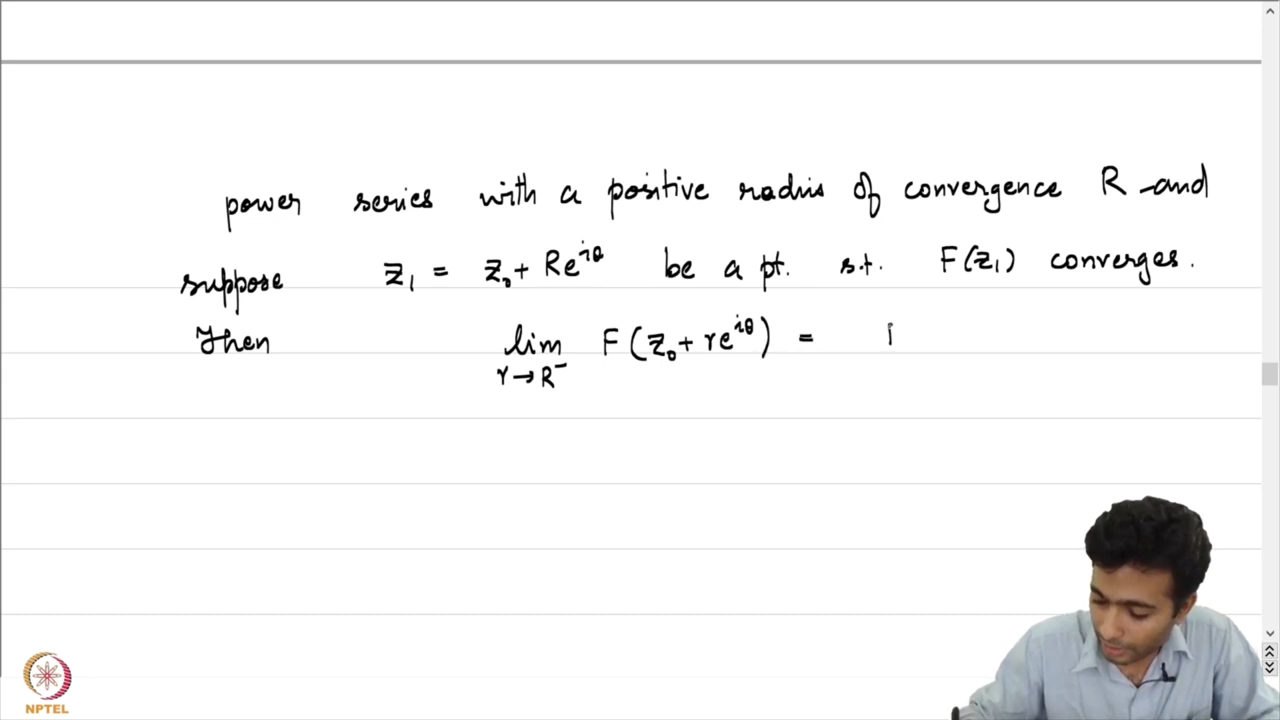 power series with a positive radius of convergence R and
suppose z₁ = z₀ + Re^{iθ} be a pt. s.t. F(z₁) converges.
Then lim_{r→R⁻} F(z₀ + re^{iθ}) =
NPTEL